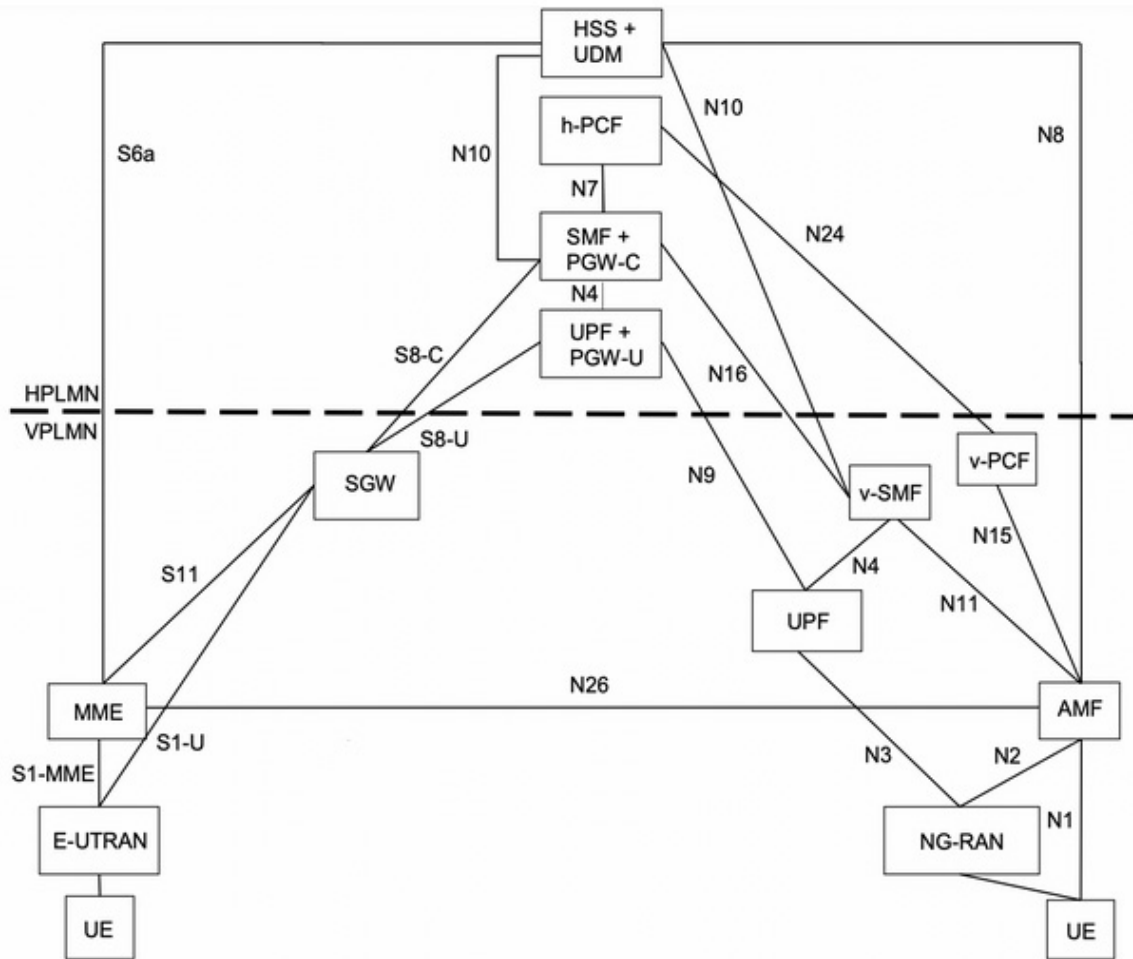 HSS +
UDM
h-PCF
N10
N8
S6a
N10
N7
N24
SMF +
PGW-C
N4
UPF +
PGW-U
S8-C
N16
HPLMN
VPLMN
S8-U
v-PCF
N9
SGW
v-SMF
N15
S11
N4
N11
UPF
N26
MME
AMF
S1-U
N3
N2
S1-MME
N1
E-UTRAN
NG-RAN
UE
UE